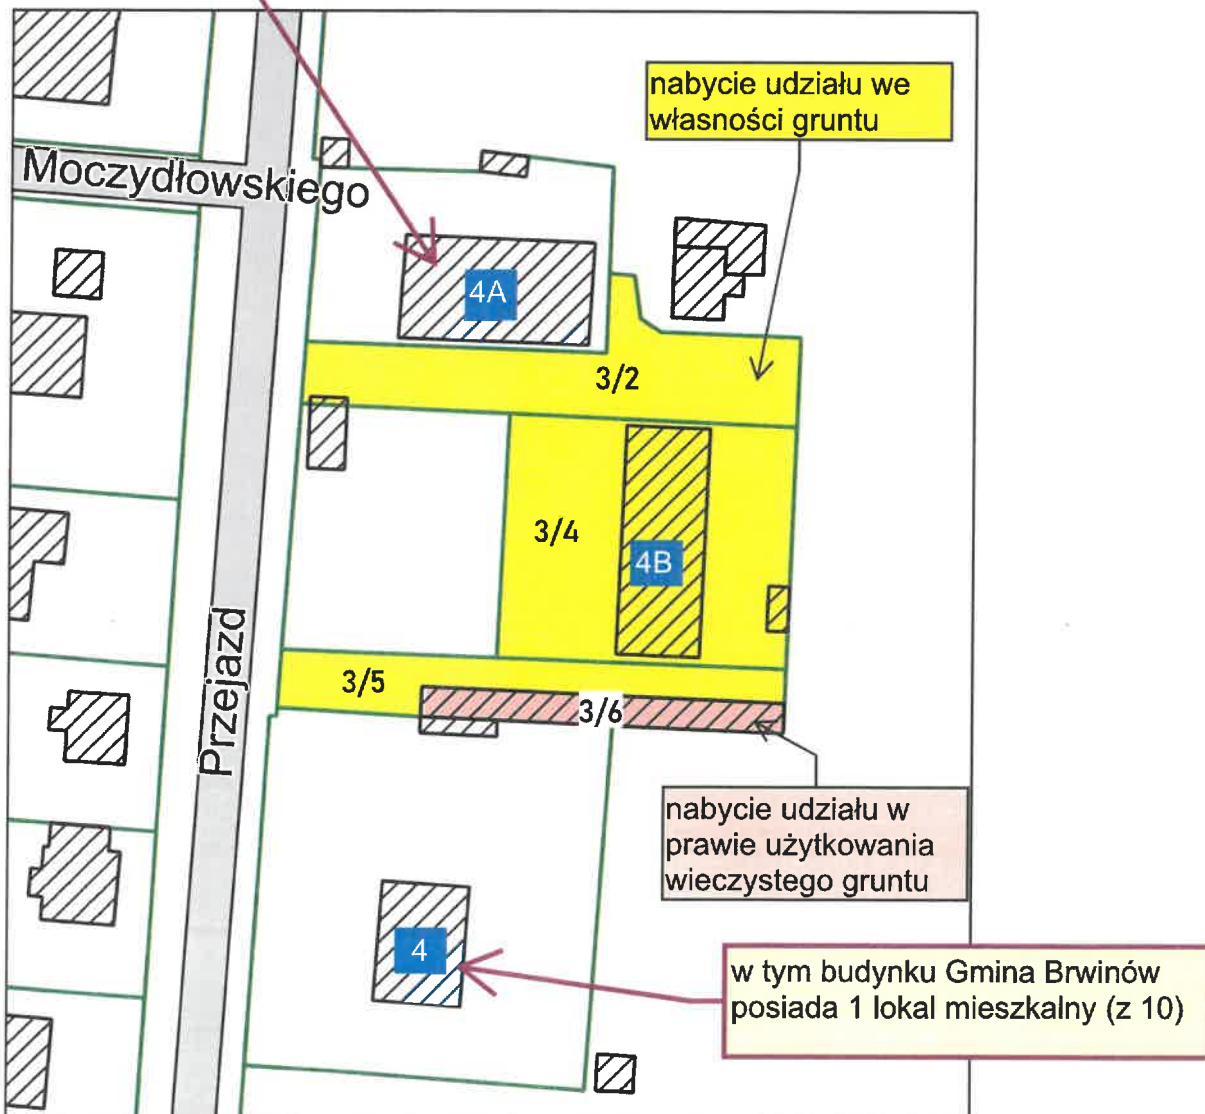 nabycie udziału we
własności gruntu
Moczydłowskiego
4A
3/2
3/4
4B
Przejazd
3/5
3/6
nabycie udziału w
prawie użytkowania
wieczystego gruntu
4
w tym budynku Gmina Brwinów
posiada 1 lokal mieszkalny (z 10)